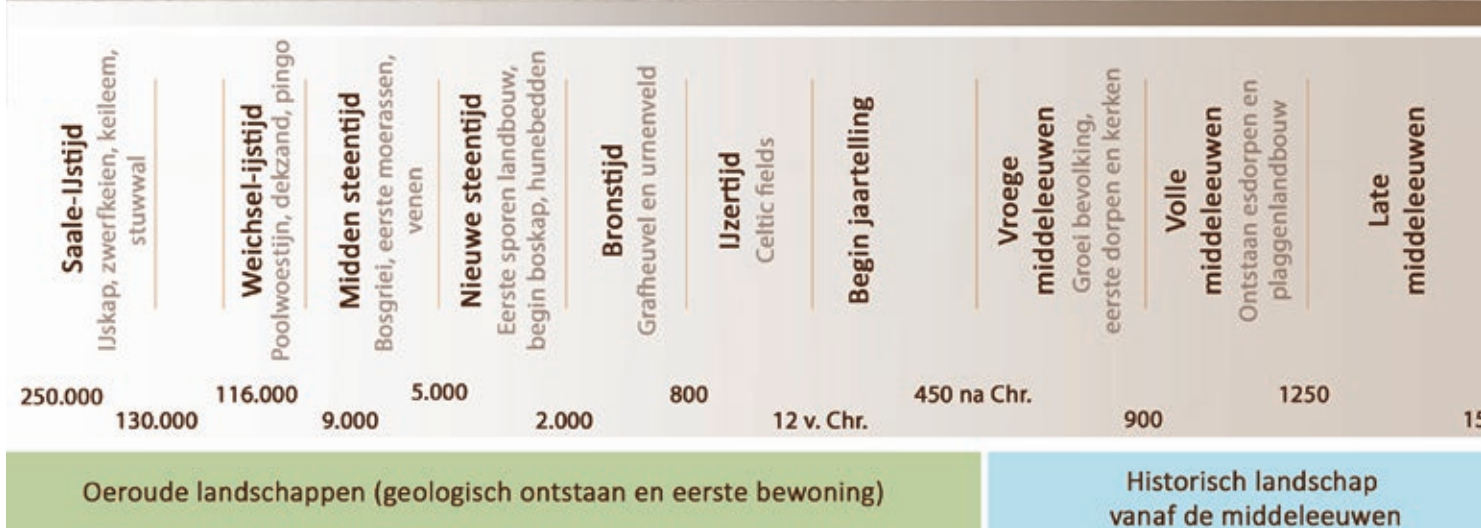 Saale-IJstijd
IJskap, zwerfkeien, keileem,
stuwwal
Weichsel-ijstijd
Poolwoestijn, dekzand, pingo
Midden steentijd
Bosgriei, eerste moerassen,
venen
Nieuwe steentijd
Eerste sporen landbouw,
begin boskap, hunebedden
Bronstijd
Grafheuvel en urnenveld
IJzertijd
Celtic fields
Begin jaartelling
Vroege
middeleeuwen
Groei bevolking,
eerste dorpen en kerken
Volle
middeleeuwen
Ontstaan esdorpen en
plaggenlandbouw
Late
middeleeuwen
250.000
130.000
116.000
9.000
5.000
2.000
800
12 v. Chr.
450 na Chr.
900
1250
Oeroude landschappen (geologisch ontstaan en eerste bewoning)
Historisch landschap
vanaf de middeleeuwen